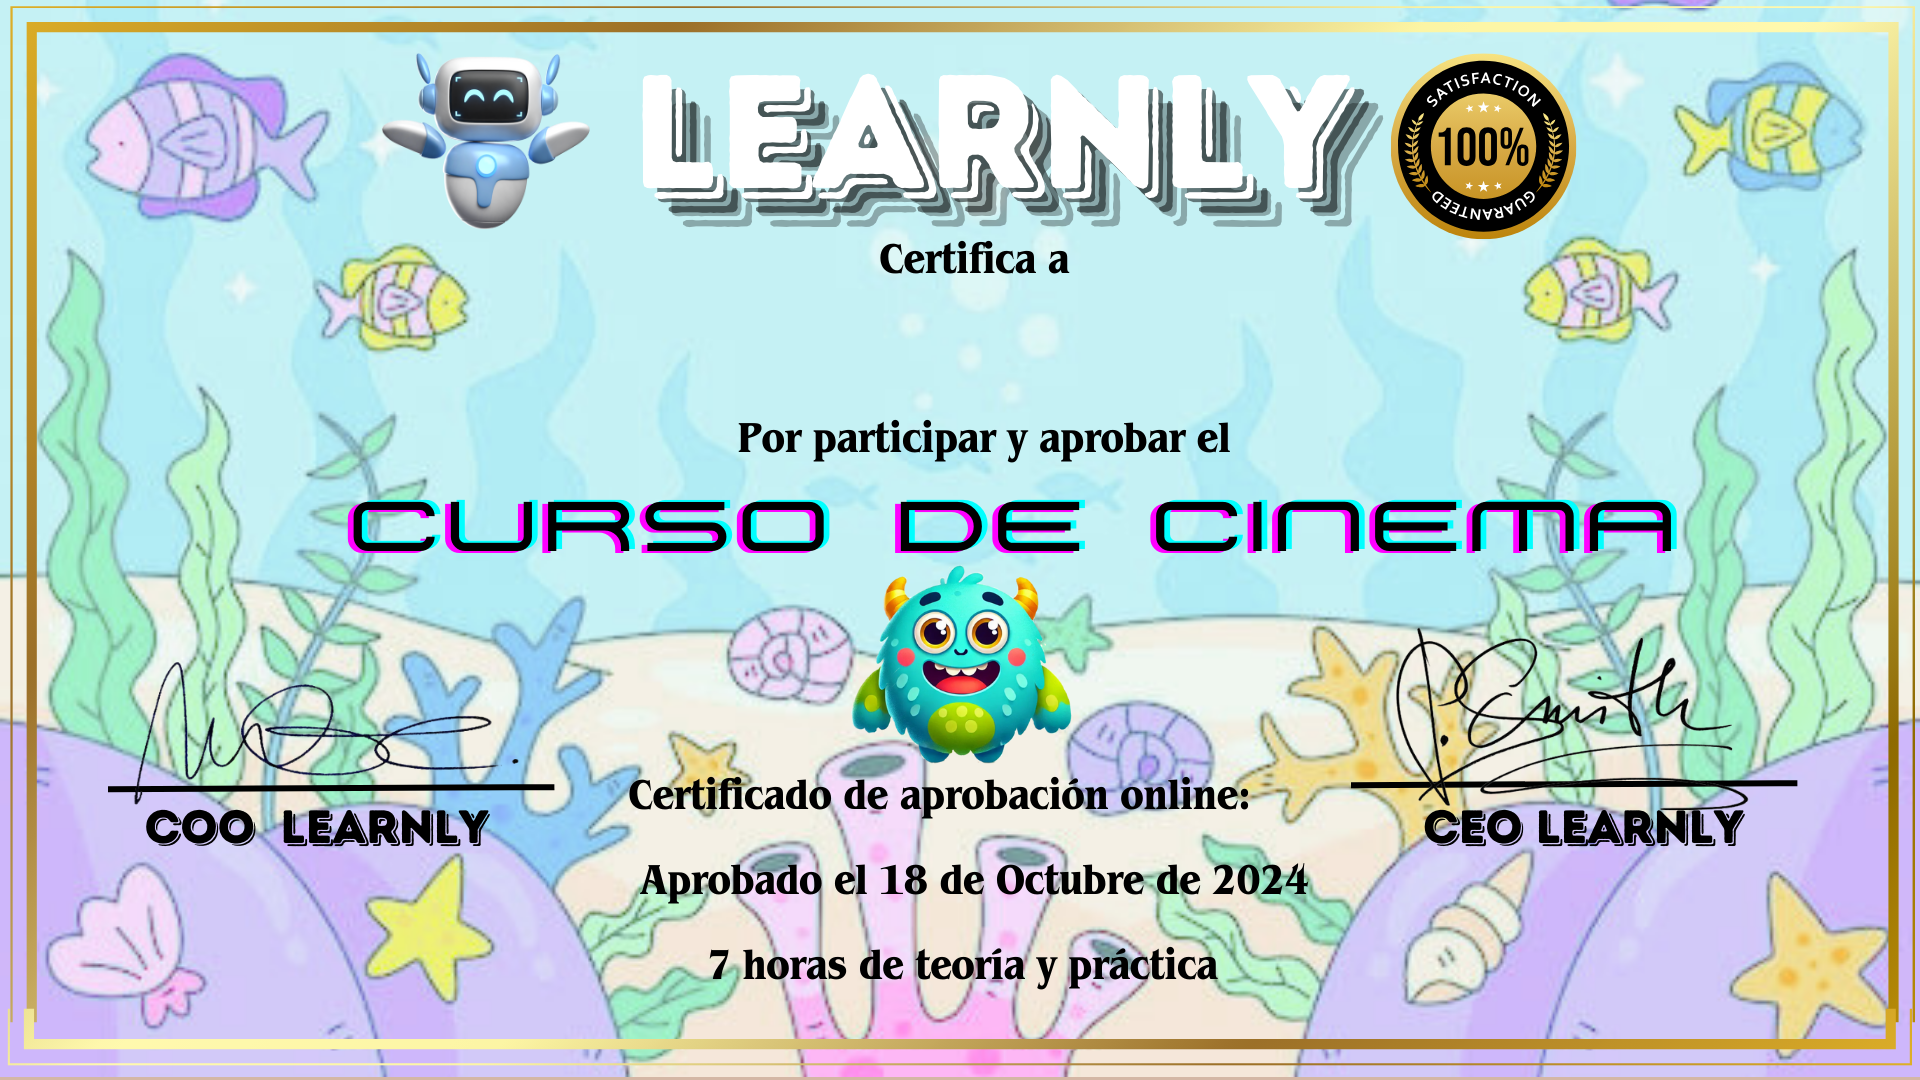 LEARNLY
SATISFACTION
100%
GUARANTEED
Certifica a
Por participar y aprobar el
CURSO DE CINEMA
P. Smith
Certificado de aprobación online:
COO LEARNLY
CEO LEARNLY
Aprobado el 18 de Octubre de 2024
7 horas de teoría y práctica